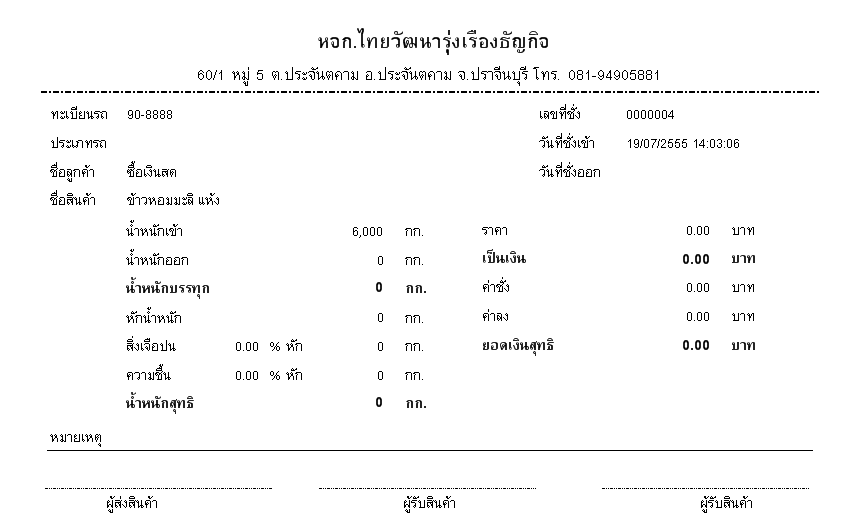 หจก.ไทยวัฒนารุ่งเรืองธัญกิจ
60/1 หมู่ 5 ต.ประจันตคาม อ.ประจันตคาม จ.ปราจีนบุรี โทร. 081-94905881
ทะเบียนรถ 90-8888 เลขที่ชั่ง 0000004
ประเภทรถ วันที่ชั่งเข้า 19/07/2555 14:03:06
ชื่อลูกค้า ซื้อเงินสด วันที่ชั่งออก
ชื่อสินค้า ข้าวหอมมะลิ แห้ง
น้ำหนักเข้า 6,000 กก. ราคา 0.00 บาท
น้ำหนักออก 0 กก. เป็นเงิน 0.00 บาท
น้ำหนักบรรทุก 0 กก. ค่าชั่ง 0.00 บาท
หักน้ำหนัก 0 กก. ค่าลง 0.00 บาท
สิ่งเจือปน 0.00 % หัก 0 กก. ยอดเงินสุทธิ 0.00 บาท
ความชื้น 0.00 % หัก 0 กก.
น้ำหนักสุทธิ 0 กก.
หมายเหตุ
ผู้ส่งสินค้า ผู้รับสินค้า ผู้รับสินค้า